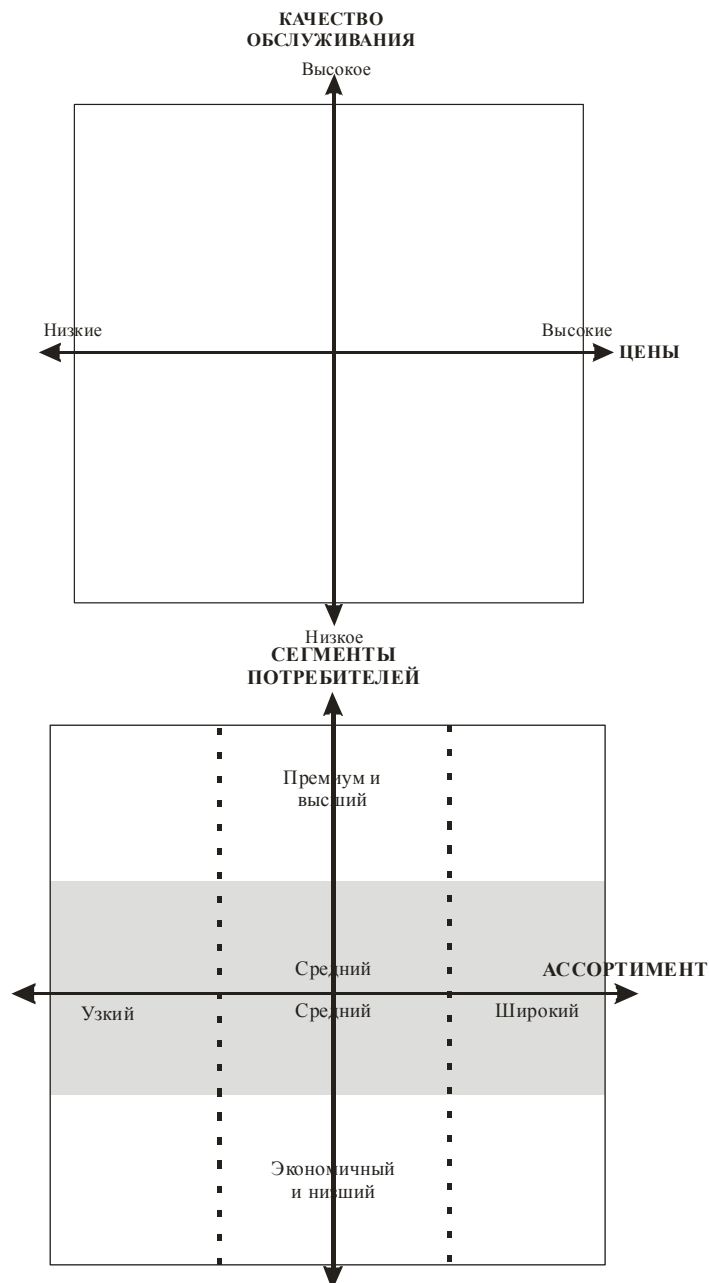 КАЧЕСТВО
ОБСЛУЖИВАНИЯ
Высокое
Низкие
Высокие
ЦЕНЫ
Низкое
СЕГМЕНТЫ
ПОТРЕБИТЕЛЕЙ
Премиум и
высший
Средний
АССОРТИМЕНТ
Узкий
Средний
Широкий
Экономичный
и низший